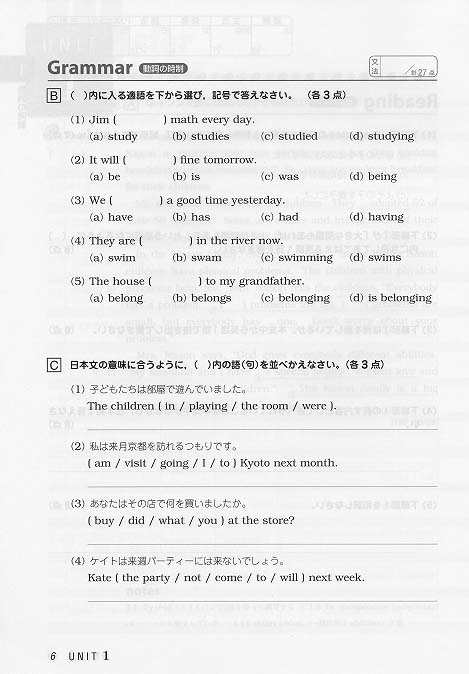 Grammar 動詞の時制
文法 /計27点
B ( )内に入る適語を下から選び，記号で答えなさい。 (各3点)
(1) Jim ( ) math every day.
(a) study (b) studies (c) studied (d) studying
(2) It will ( ) fine tomorrow.
(a) be (b) is (c) was (d) being
(3) We ( ) a good time yesterday.
(a) have (b) has (c) had (d) having
(4) They are ( ) in the river now.
(a) swim (b) swam (c) swimming (d) swims
(5) The house ( ) to my grandfather.
(a) belong (b) belongs (c) belonging (d) is belonging
C 日本文の意味に合うように，( )内の語(句)を並べかえなさい。(各3点)
(1) 子どもたちは部屋で遊んでいました。
The children ( in / playing / the room / were ).
(2) 私は来月京都を訪れるつもりです。
( am / visit / going / I / to ) Kyoto next month.
(3) あなたはその店で何を買いましたか。
( buy / did / what / you ) at the store?
(4) ケイトは来週パーティーには来ないでしょう。
Kate ( the party / not / come / to / will ) next week.
6 UNIT 1